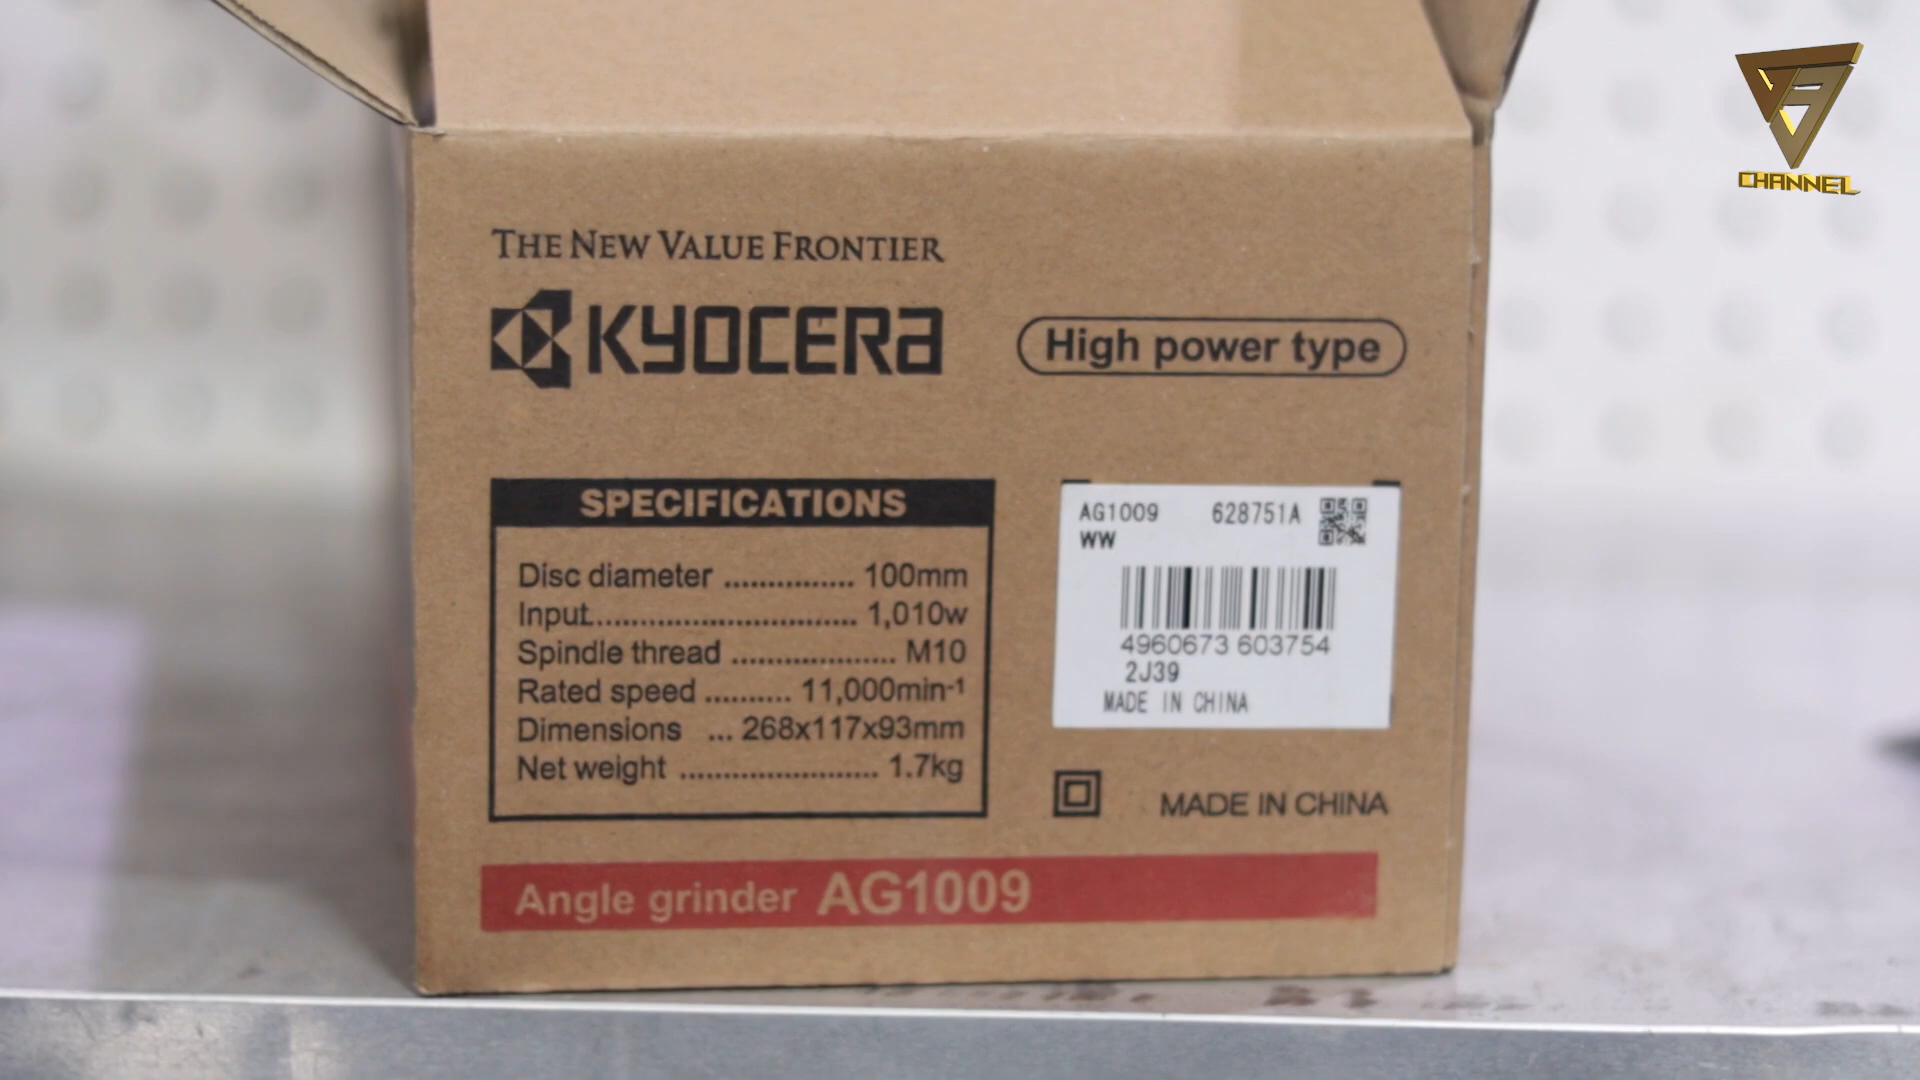 CHANNEL
THE NEW VALUE FRONTIER
KYOCERA
High power type
SPECIFICATIONS
Disc diameter .............. 100mm
Input............................ 1,010w
Spindle thread .................. M10
Rated speed .......... 11,000min-1
Dimensions ... 268x117x93mm
Net weight ...................... 1.7kg
AG1009 628751A
WW
4960673 603754
2J39
MADE IN CHINA
MADE IN CHINA
Angle grinder AG1009